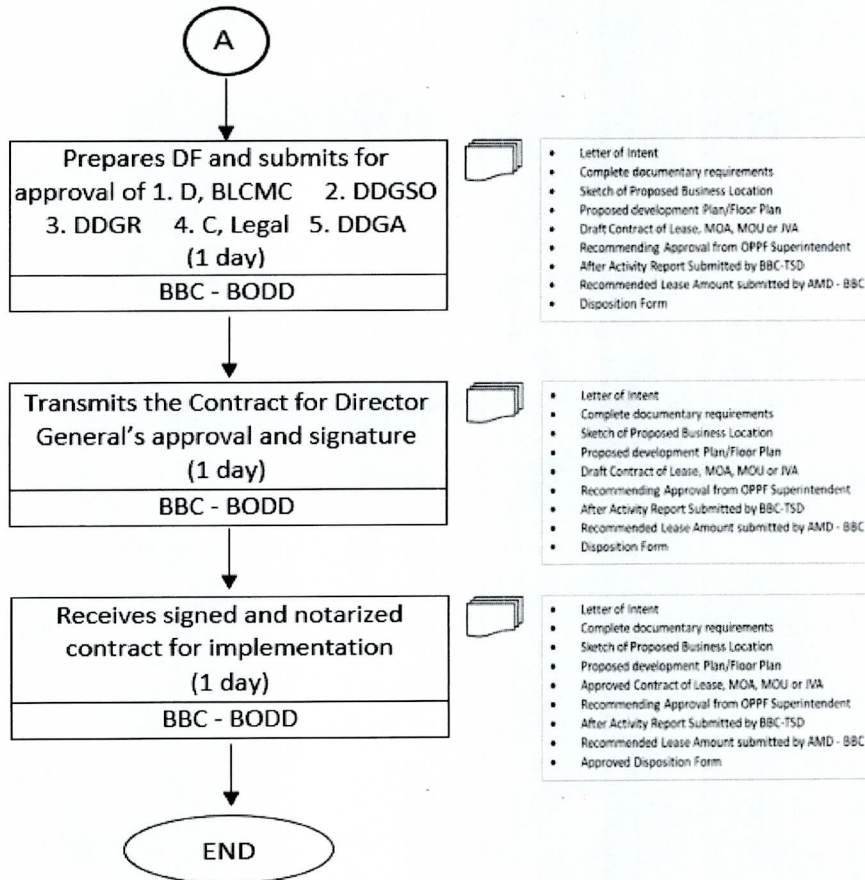 A
Prepares DF and submits for
approval of 1. D, BLCMC 2. DDGSO
3. DDGR 4. C, Legal 5. DDGA
(1 day)
BBC - BODD
• Letter of Intent
• Complete documentary requirements
• Sketch of Proposed Business Location
• Proposed development Plan/Floor Plan
• Draft Contract of Lease, MOA, MOU or JVA
• Recommending Approval from OPPF Superintendent
• After Activity Report Submitted by BBC-TSD
• Recommended Lease Amount submitted by AMD - BBC
• Disposition Form
Transmits the Contract for Director
General's approval and signature
(1 day)
BBC - BODD
• Letter of Intent
• Complete documentary requirements
• Sketch of Proposed Business Location
• Proposed development Plan/Floor Plan
• Draft Contract of Lease, MOA, MOU or JVA
• Recommending Approval from OPPF Superintendent
• After Activity Report Submitted by BBC-TSD
• Recommended Lease Amount submitted by AMD - BBC
• Disposition Form
Receives signed and notarized
contract for implementation
(1 day)
BBC - BODD
• Letter of Intent
• Complete documentary requirements
• Sketch of Proposed Business Location
• Proposed development Plan/Floor Plan
• Approved Contract of Lease, MOA, MOU or JVA
• Recommending Approval from OPPF Superintendent
• After Activity Report Submitted by BBC-TSD
• Recommended Lease Amount submitted by AMD - BBC
• Approved Disposition Form
END